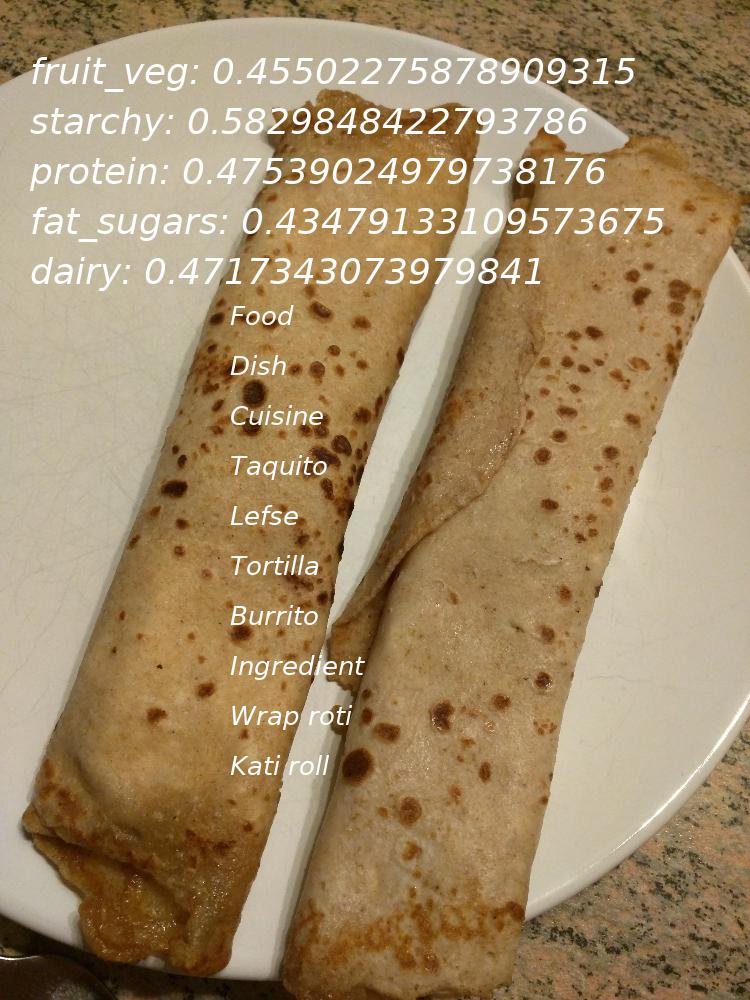 fruit_veg: 0.45502275878909315
starchy: 0.5829848422793786
protein: 0.47539024979738176
fat_sugars: 0.43479133109573675
dairy: 0.4717343073979841
Food
Dish
Cuisine
Taquito
Lefse
Tortilla
Burrito
Ingredient
Wrap roti
Kati roll